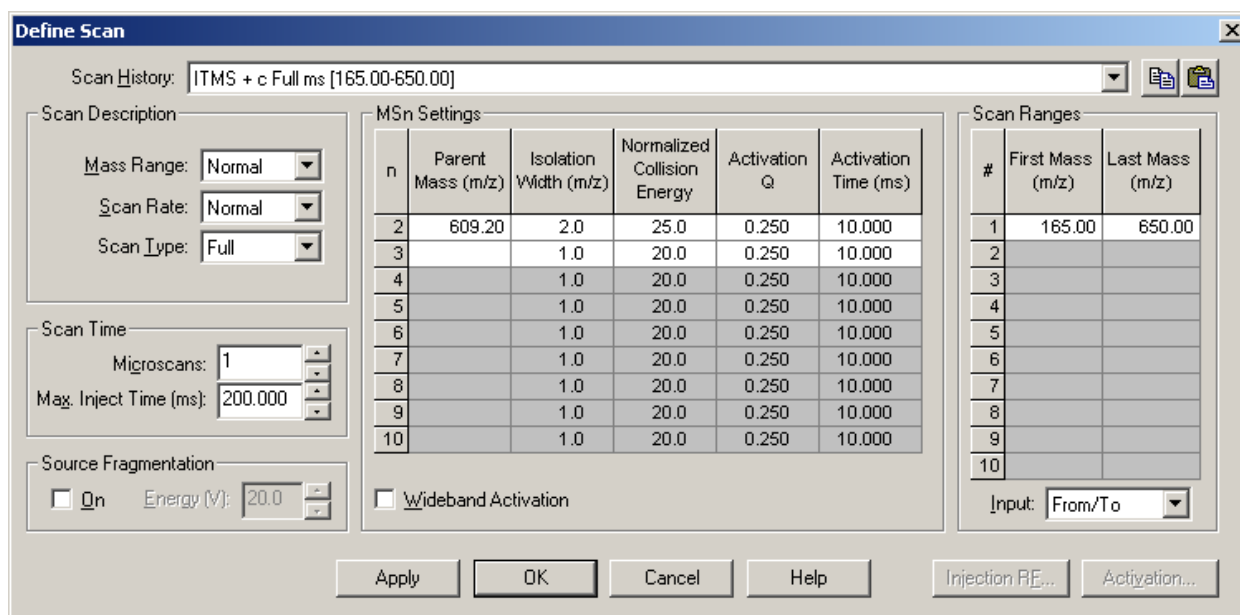 Define Scan
Scan History: ITMS + c Full ms [165.00-650.00]
Scan Description
Mass Range: Normal
Scan Rate: Normal
Scan Type: Full
Scan Time
Microscans: 1
Max. Inject Time (ms): 200.000
Source Fragmentation
On Energy (V): 20.0
MSn Settings
n Parent Mass (m/z) Isolation Width (m/z) Normalized Collision Energy Activation Q Activation Time (ms)
2 609.20 2.0 25.0 0.250 10.000
3 1.0 20.0 0.250 10.000
4 1.0 20.0 0.250 10.000
5 1.0 20.0 0.250 10.000
6 1.0 20.0 0.250 10.000
7 1.0 20.0 0.250 10.000
8 1.0 20.0 0.250 10.000
9 1.0 20.0 0.250 10.000
10 1.0 20.0 0.250 10.000
Wideband Activation
Scan Ranges
# First Mass (m/z) Last Mass (m/z)
1 165.00 650.00
2
3
4
5
6
7
8
9
10
Input: From/To
Apply OK Cancel Help Injection RF... Activation...